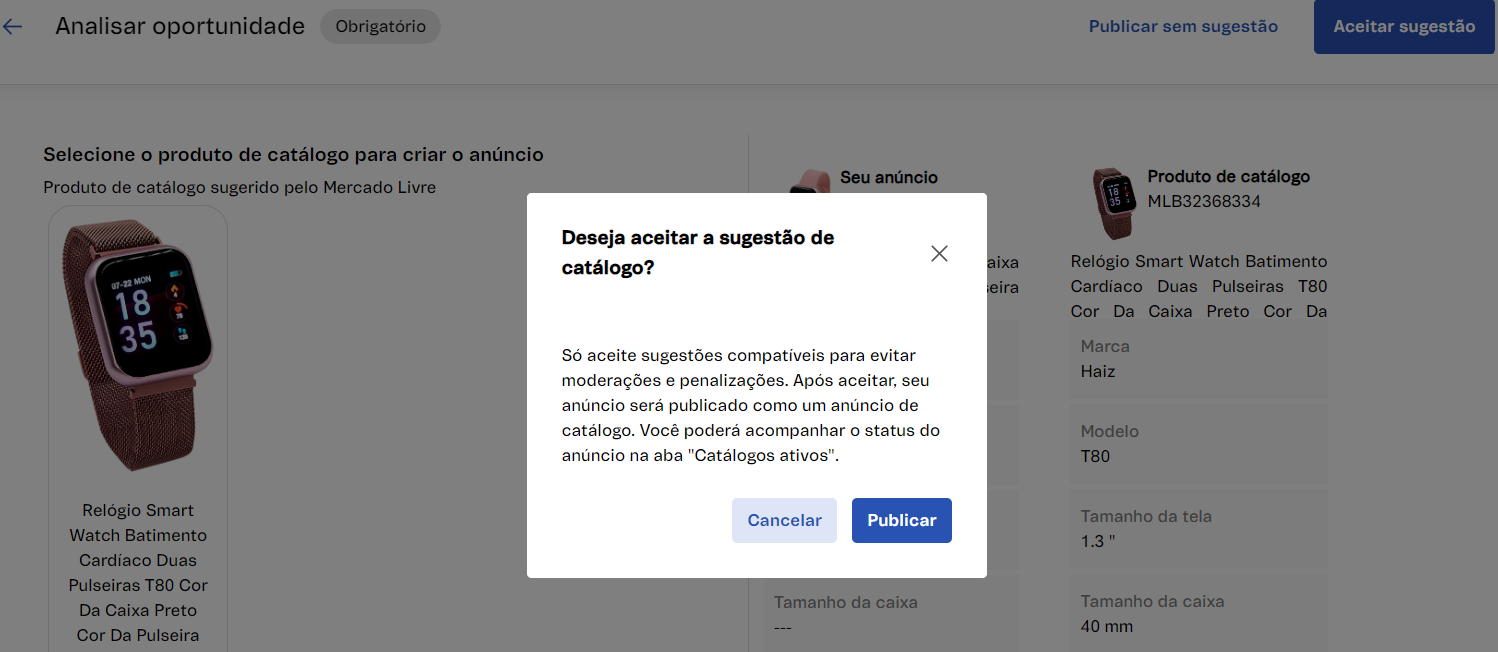 Analisar oportunidade
Obrigatório
Publicar sem sugestão
Aceitar sugestão
Selecione o produto de catálogo para criar o anúncio
Produto de catálogo sugerido pelo Mercado Livre
07-22 MON
18
35
Relógio Smart
Watch Batimento
Cardíaco Duas
Pulseiras T80 Cor
Da Caixa Preto
Cor Da Pulseira
Deseja aceitar a sugestão de
catálogo?
Só aceite sugestões compatíveis para evitar
moderações e penalizações. Após aceitar, seu
anúncio será publicado como um anúncio de
catálogo. Você poderá acompanhar o status do
anúncio na aba "Catálogos ativos".
Cancelar
Publicar
Seu anúncio
aixa
seira
Tamanho da caixa
---
Produto de catálogo
MLB32368334
18
35
Relógio Smart Watch Batimento
Cardíaco Duas Pulseiras T80
Cor Da Caixa Preto Cor Da
Marca
Haiz
Modelo
T80
Tamanho da tela
1.3 "
Tamanho da caixa
40 mm